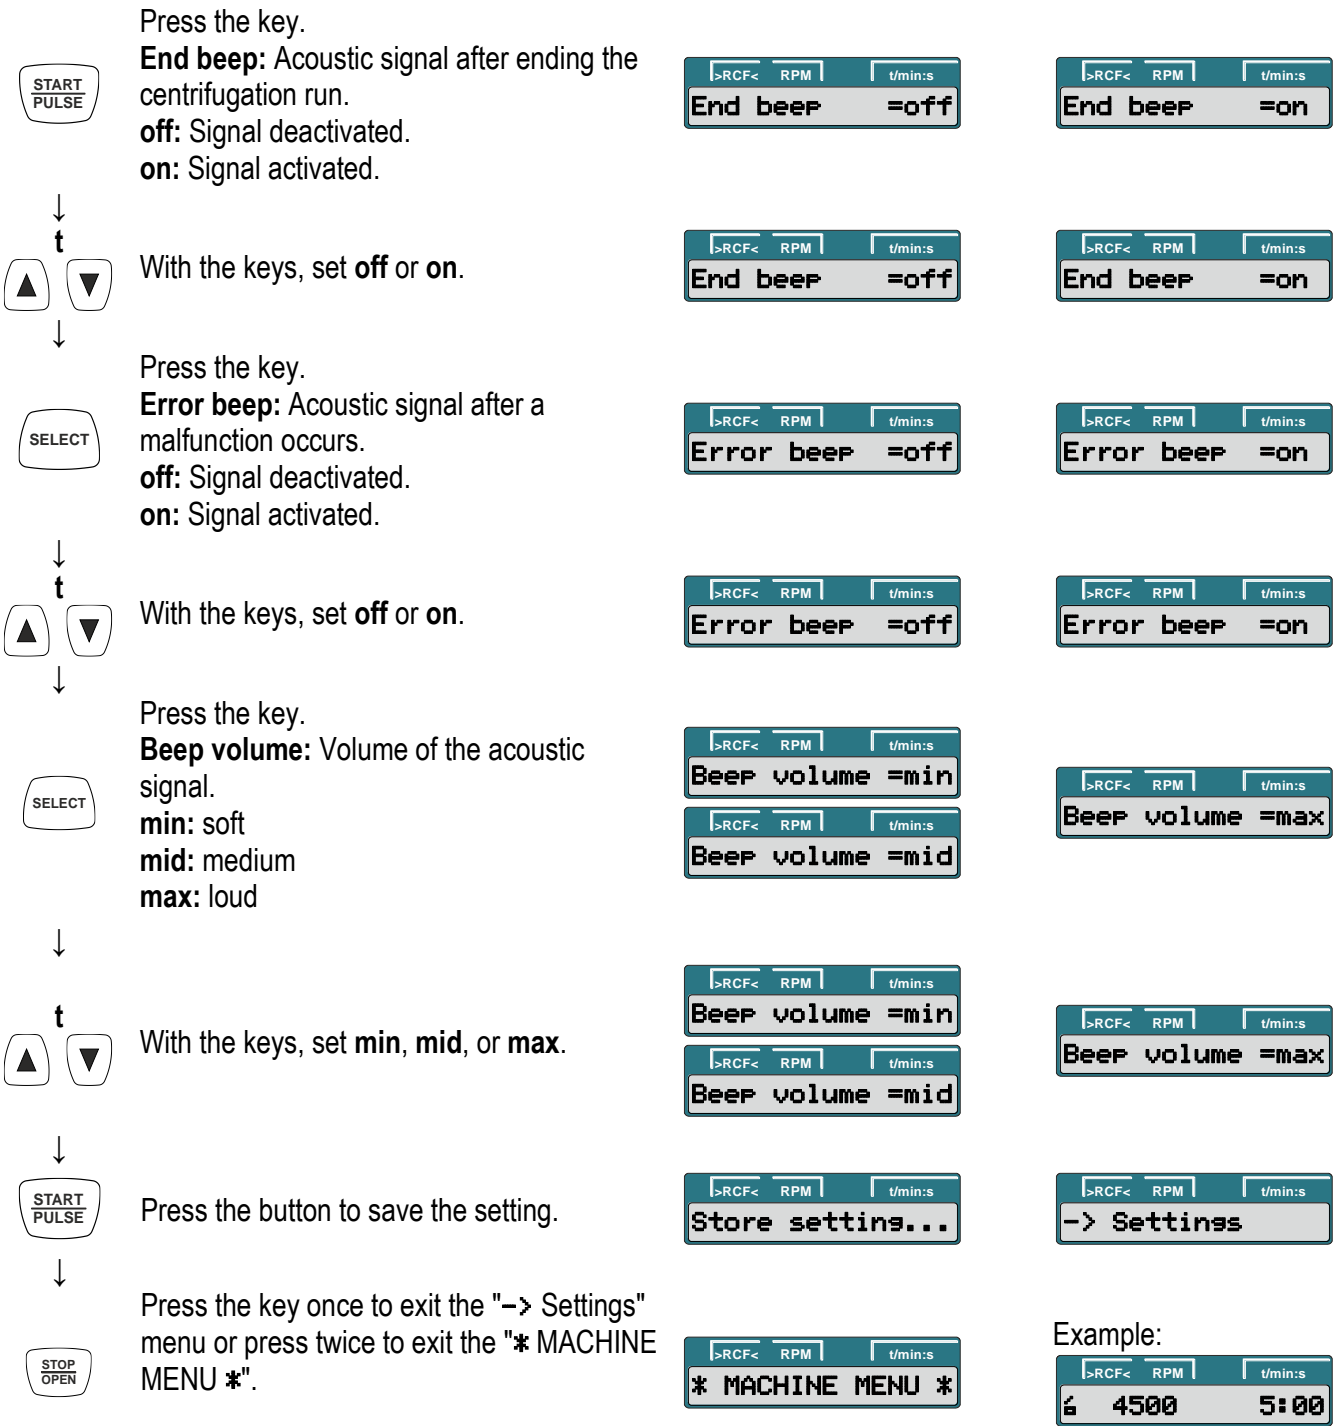 START
PULSE
Press the key.
End beep: Acoustic signal after ending the
centrifugation run.
off: Signal deactivated.
on: Signal activated.
>RCF< RPM t/min:s
End beep =off
>RCF< RPM t/min:s
End beep =on
↓
t
▲ ▼
With the keys, set off or on.
>RCF< RPM t/min:s
End beep =off
>RCF< RPM t/min:s
End beep =on
↓
SELECT
Press the key.
Error beep: Acoustic signal after a
malfunction occurs.
off: Signal deactivated.
on: Signal activated.
>RCF< RPM t/min:s
Error beep =off
>RCF< RPM t/min:s
Error beep =on
↓
t
▲ ▼
With the keys, set off or on.
>RCF< RPM t/min:s
Error beep =off
>RCF< RPM t/min:s
Error beep =on
↓
SELECT
Press the key.
Beep volume: Volume of the acoustic
signal.
min: soft
mid: medium
max: loud
>RCF< RPM t/min:s
Beep volume =min
>RCF< RPM t/min:s
Beep volume =mid
>RCF< RPM t/min:s
Beep volume =max
↓
t
▲ ▼
With the keys, set min, mid, or max.
>RCF< RPM t/min:s
Beep volume =min
>RCF< RPM t/min:s
Beep volume =mid
>RCF< RPM t/min:s
Beep volume =max
↓
START
PULSE
Press the button to save the setting.
>RCF< RPM t/min:s
Store setting...
>RCF< RPM t/min:s
-> Settings
↓
STOP
OPEN
Press the key once to exit the "-> Settings"
menu or press twice to exit the "* MACHINE
MENU *".
>RCF< RPM t/min:s
* MACHINE MENU *
Example:
>RCF< RPM t/min:s
4500 5:00